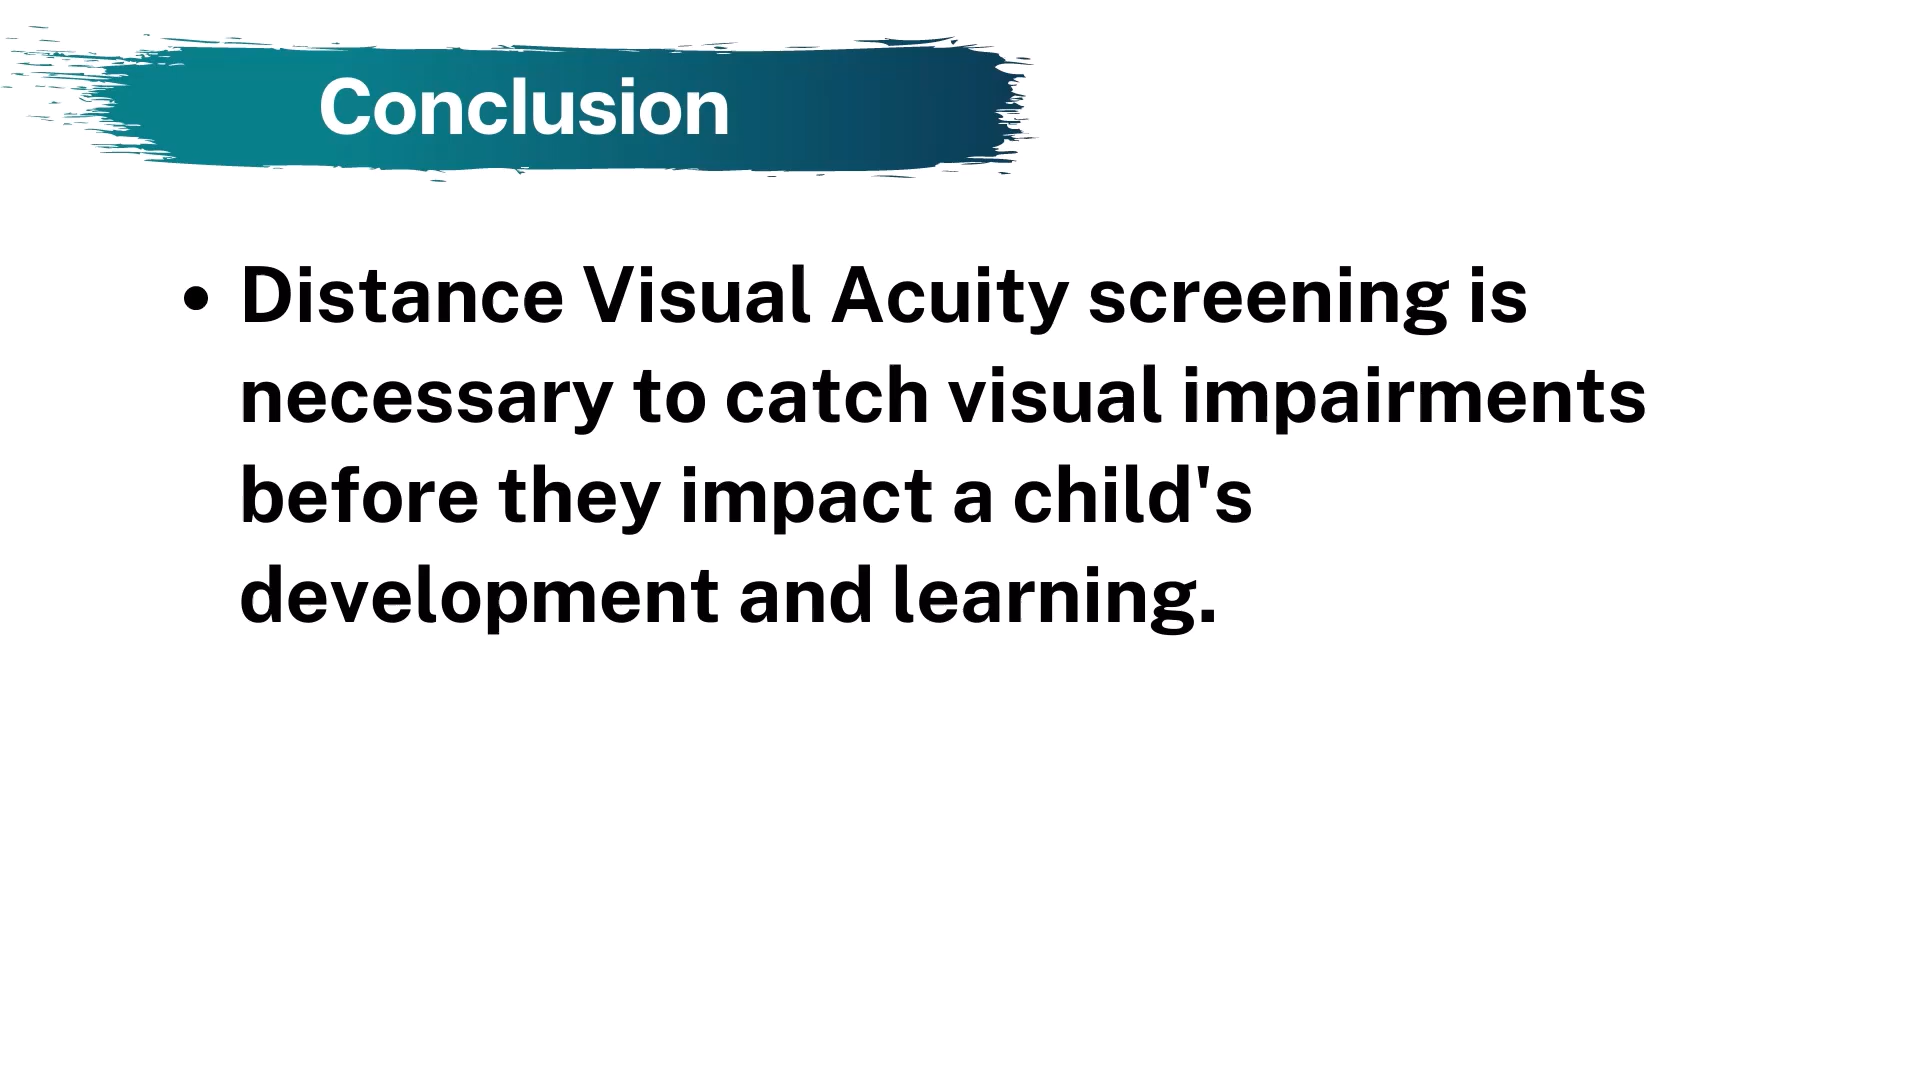 Conclusion
• Distance Visual Acuity screening is
necessary to catch visual impairments
before they impact a child's
development and learning.